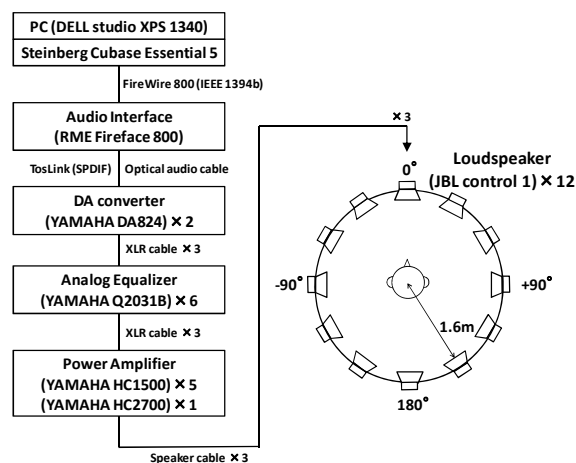 PC (DELL studio XPS 1340)
Steinberg Cubase Essential 5
FireWire 800 (IEEE 1394b)
Audio Interface
(RME Fireface 800)
TosLink (SPDIF) Optical audio cable
DA converter
(YAMAHA DA824) × 2
XLR cable × 3
Analog Equalizer
(YAMAHA Q2031B) × 6
XLR cable × 3
Power Amplifier
(YAMAHA HC1500) × 5
(YAMAHA HC2700) × 1
Speaker cable × 3
× 3
0°
Loudspeaker
(JBL control 1) × 12
-90°
+90°
1.6m
180°